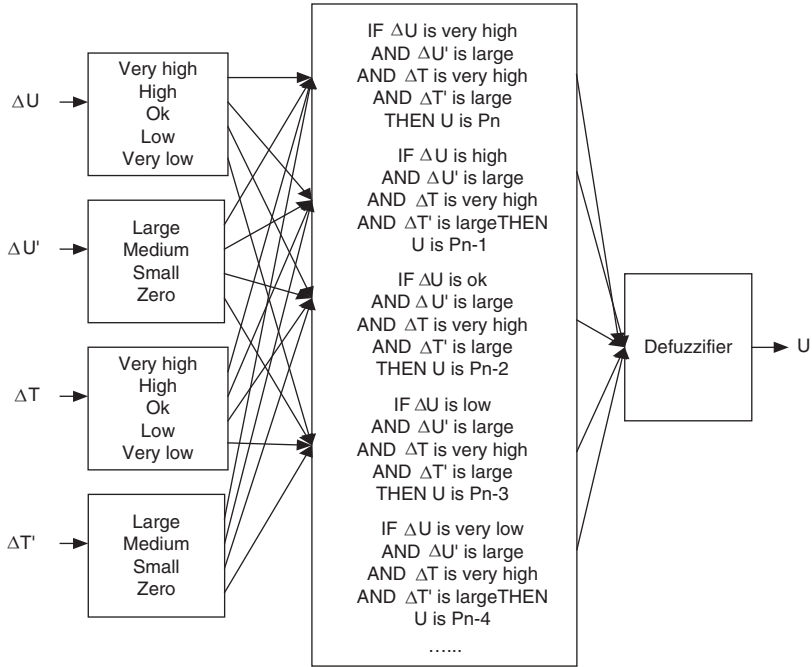 ΔU
Very high
High
Ok
Low
Very low
ΔU'
Large
Medium
Small
Zero
ΔT
Very high
High
Ok
Low
Very low
ΔT'
Large
Medium
Small
Zero
IF ΔU is very high
AND ΔU' is large
AND ΔT is very high
AND ΔT' is large
THEN U is Pn
IF ΔU is high
AND ΔU' is large
AND ΔT is very high
AND ΔT' is largeTHEN
U is Pn-1
IF ΔU is ok
AND ΔU' is large
AND ΔT is very high
AND ΔT' is large
THEN U is Pn-2
IF ΔU is low
AND ΔU' is large
AND ΔT is very high
AND ΔT' is large
THEN U is Pn-3
IF ΔU is very low
AND ΔU' is large
AND ΔT is very high
AND ΔT' is largeTHEN
U is Pn-4
......
Defuzzifier
U